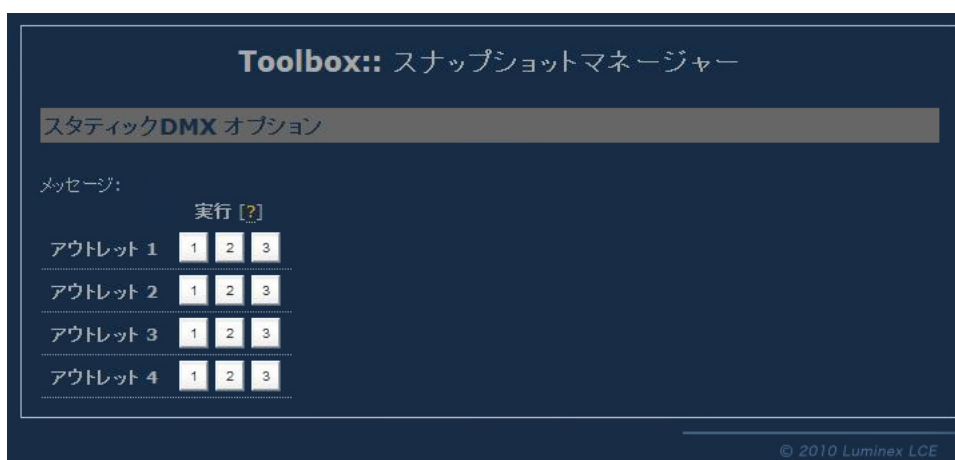 Toolbox:: スナップショットマネージャー
スタティックDMX オプション
メッセージ:
実行 [?]
アウトレット 1 1 2 3
アウトレット 2 1 2 3
アウトレット 3 1 2 3
アウトレット 4 1 2 3
© 2010 Luminex LCE